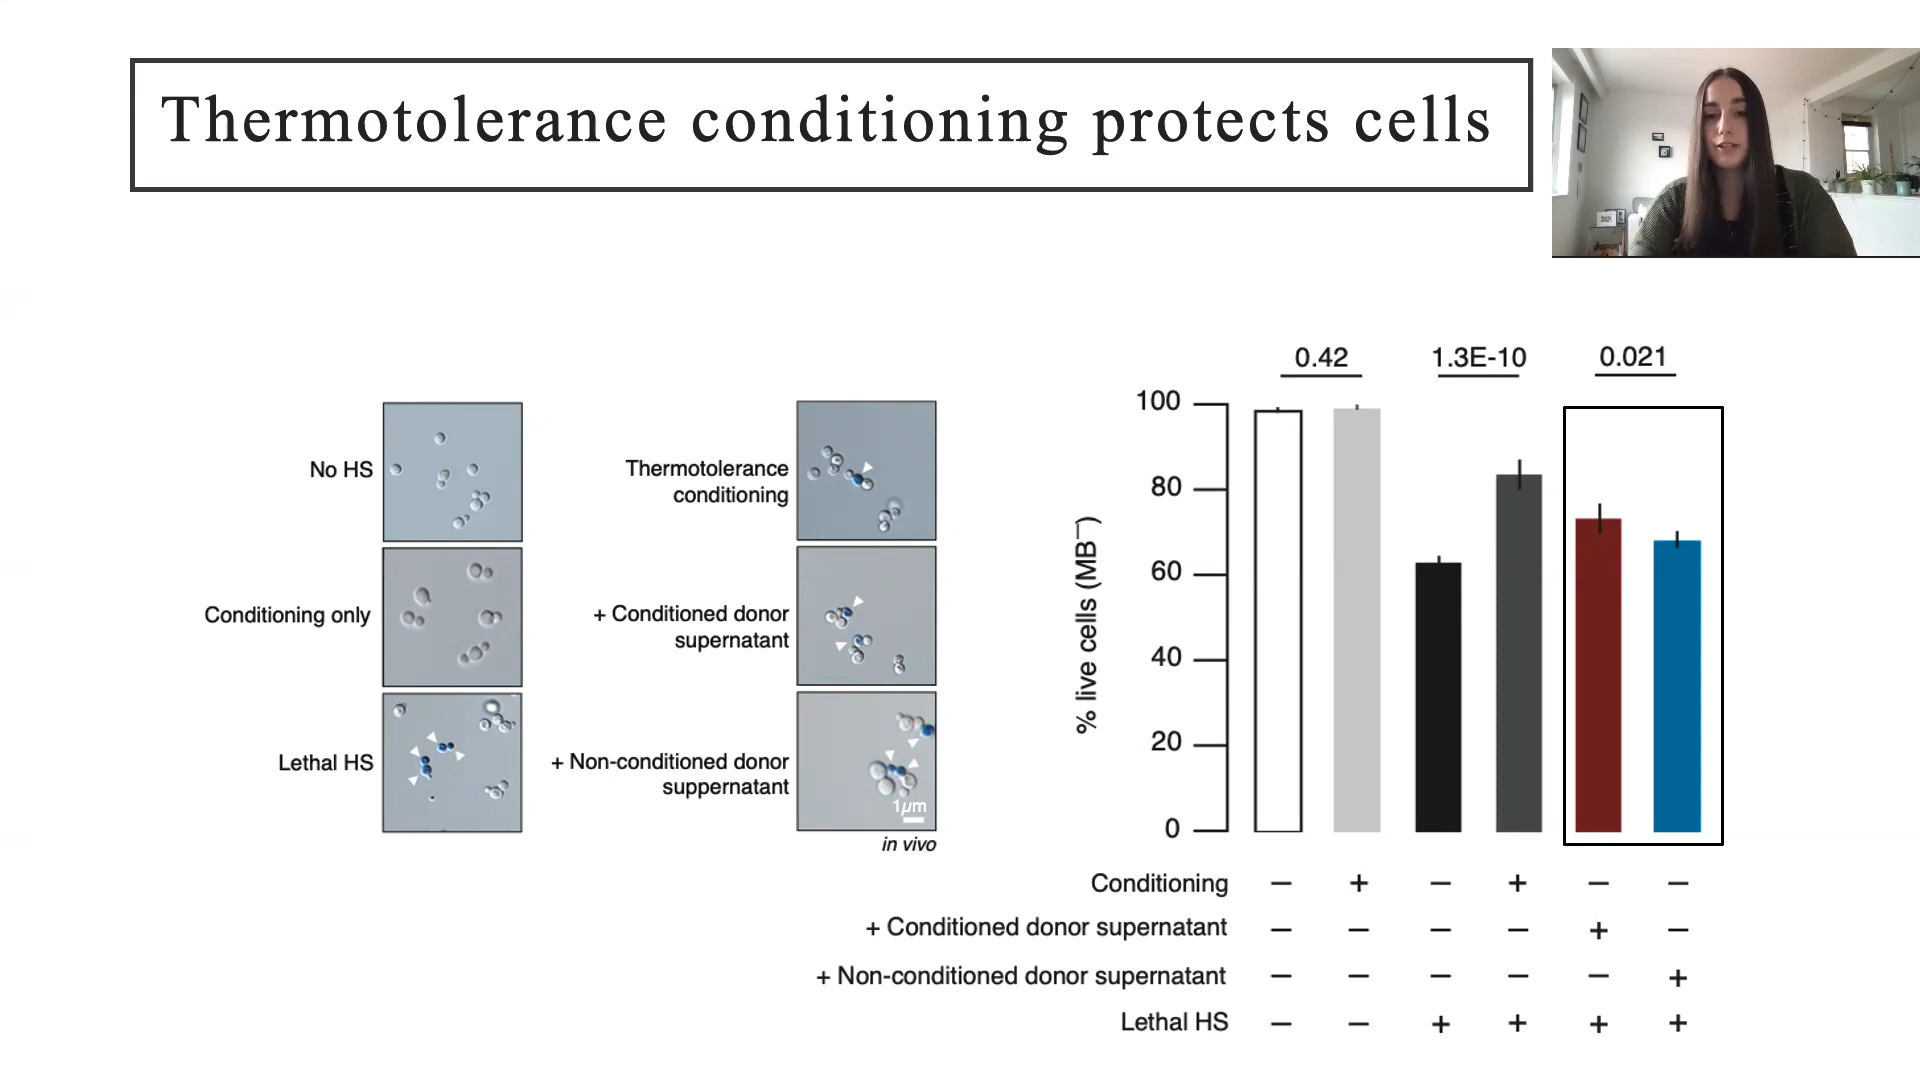 Thermotolerance conditioning protects cells
No HS
Conditioning only
Lethal HS
Thermotolerance
conditioning
+ Conditioned donor
supernatant
+ Non-conditioned donor
suppernatant
1µm
in vivo
0.42
1.3E-10
0.021
% live cells (MB⁻)
100
80
60
40
20
0
Conditioning − + − + − −
+ Conditioned donor supernatant − − − − + −
+ Non-conditioned donor supernatant − − − − − +
Lethal HS − − + + + +